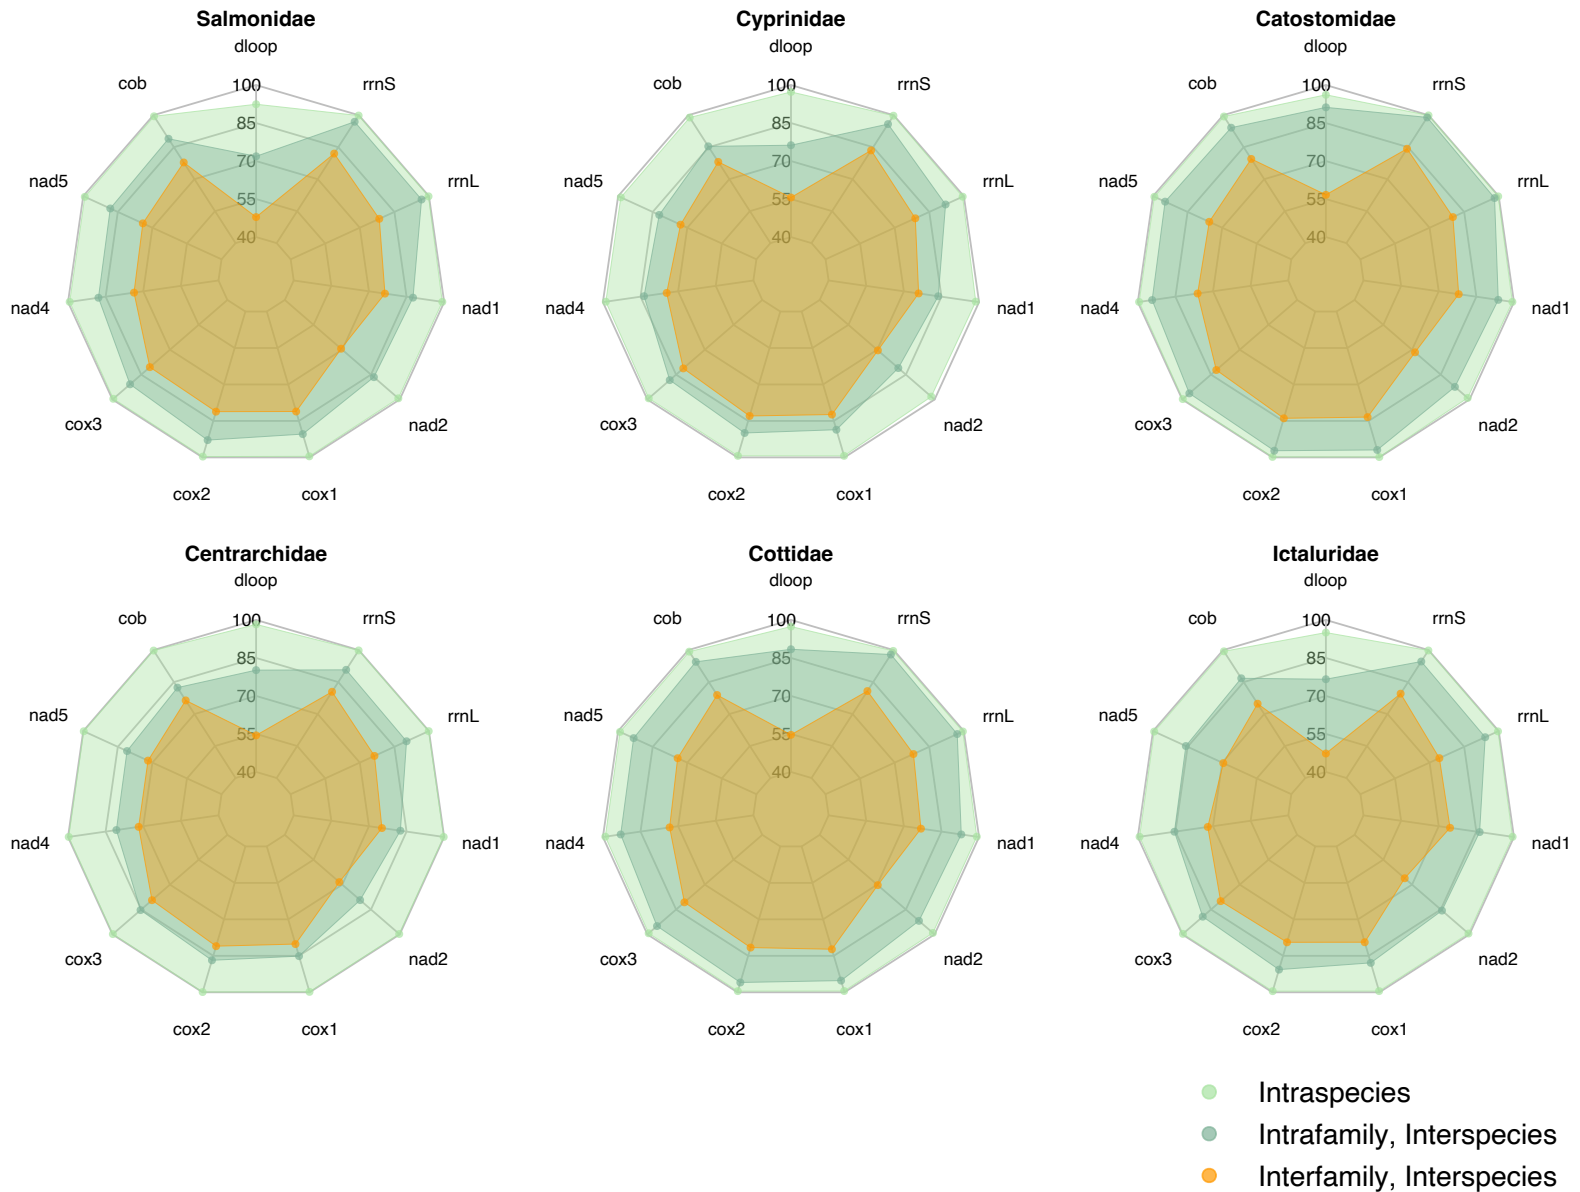 Salmonidae
dloop
rrnS
rrnL
nad1
nad2
cox1
cox2
cox3
nad4
nad5
cob
100
85
70
55
40
Cyprinidae
dloop
rrnS
rrnL
nad1
nad2
cox1
cox2
cox3
nad4
nad5
cob
100
85
70
55
40
Catostomidae
dloop
rrnS
rrnL
nad1
nad2
cox1
cox2
cox3
nad4
nad5
cob
100
85
70
55
40
Centrarchidae
dloop
rrnS
rrnL
nad1
nad2
cox1
cox2
cox3
nad4
nad5
cob
100
85
70
55
40
Cottidae
dloop
rrnS
rrnL
nad1
nad2
cox1
cox2
cox3
nad4
nad5
cob
100
85
70
55
40
Ictaluridae
dloop
rrnS
rrnL
nad1
nad2
cox1
cox2
cox3
nad4
nad5
cob
100
85
70
55
40
Intraspecies
Intrafamily, Interspecies
Interfamily, Interspecies